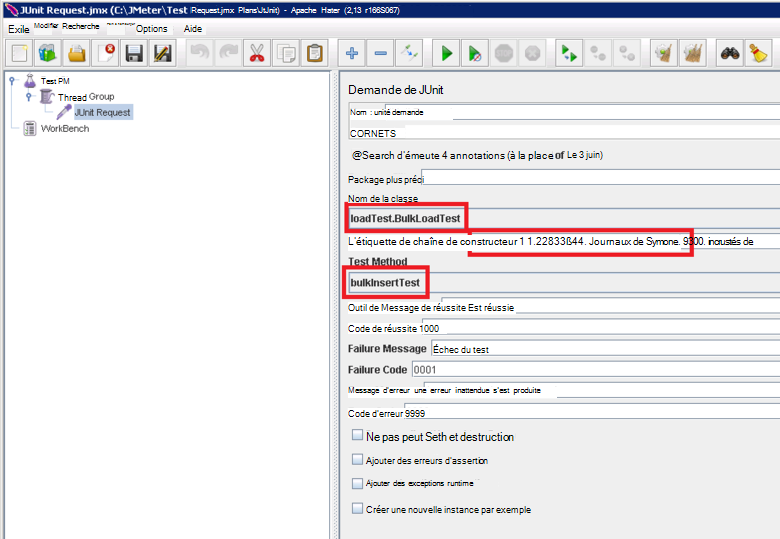 JUnit Request.jmx (C:\JMeter\Test Request.jmx Plans\JtJnit) - Apache Hater (2,13 r166S067)
Exile Modifier Recherche Options Aide
Test PM
Thread Group
JUnit Request
WorkBench
Demande de JUnit
Nom : unité demande
CORNETS
@Search d'émeute 4 annotations (à la place of Le 3 juin)
Package plus préci
Nom de la classe
loadTest.BulkLoadTest
L'étiquette de chaîne de constructeur 1 1.22833ß44. Journaux de Symone. 9300. incrustés de
Test Method
bulkInsertTest
Outil de Message de réussite Est réussie
Code de réussite 1000
Failure Message Échec du test
Failure Code 0001
Message d'erreur une erreur inattendue s'est produite
Code d'erreur 9999
Ne pas peut Seth et destruction
Ajouter des erreurs d'assertion
Ajouter des exceptions runtime
Créer une nouvelle instance par exemple